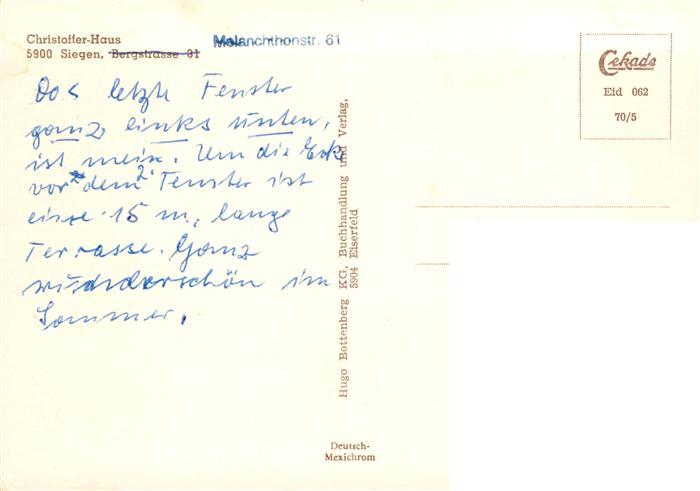 Christoffer-Haus
5900 Siegen, Bergstrasse 81
Melanchthonstr. 61
Das letzte Fenster
ganz links unten,
ist mein. Um die Eck
vor dem 2 Fenster ist
eine 15 m, lange
Terrasse. Ganz
wunderschön im
Sommer.
Hugo Bottenberg KG, Buchhandlung und Verlag,
5904 Eiserfeld
Cekade
Eid 062
70/5
Deutsch-
Mexichrom